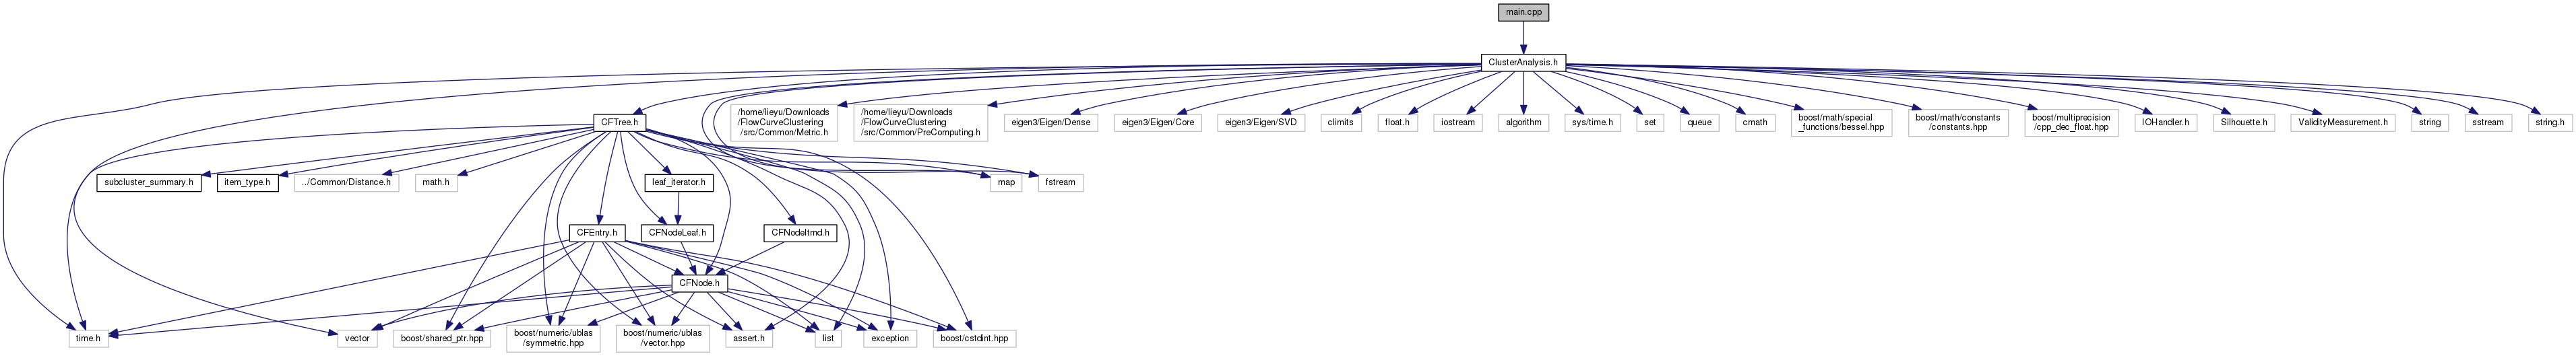 main.cpp
ClusterAnalysis.h
CFTree.h
/home/lieyu/Downloads
/FlowCurveClustering
/src/Common/Metric.h
/home/lieyu/Downloads
/FlowCurveClustering
/src/Common/PreComputing.h
eigen3/Eigen/Dense
eigen3/Eigen/Core
eigen3/Eigen/SVD
climits
float.h
iostream
algorithm
sys/time.h
set
queue
cmath
boost/math/special
_functions/bessel.hpp
boost/math/constants
/constants.hpp
boost/multiprecision
/cpp_dec_float.hpp
IOHandler.h
Silhouette.h
ValidityMeasurement.h
string
sstream
string.h
subcluster_summary.h
item_type.h
../Common/Distance.h
math.h
leaf_iterator.h
map
fstream
CFEntry.h
CFNodeLeaf.h
CFNodeItmd.h
CFNode.h
time.h
vector
boost/shared_ptr.hpp
boost/numeric/ublas
/symmetric.hpp
boost/numeric/ublas
/vector.hpp
assert.h
list
exception
boost/cstdint.hpp